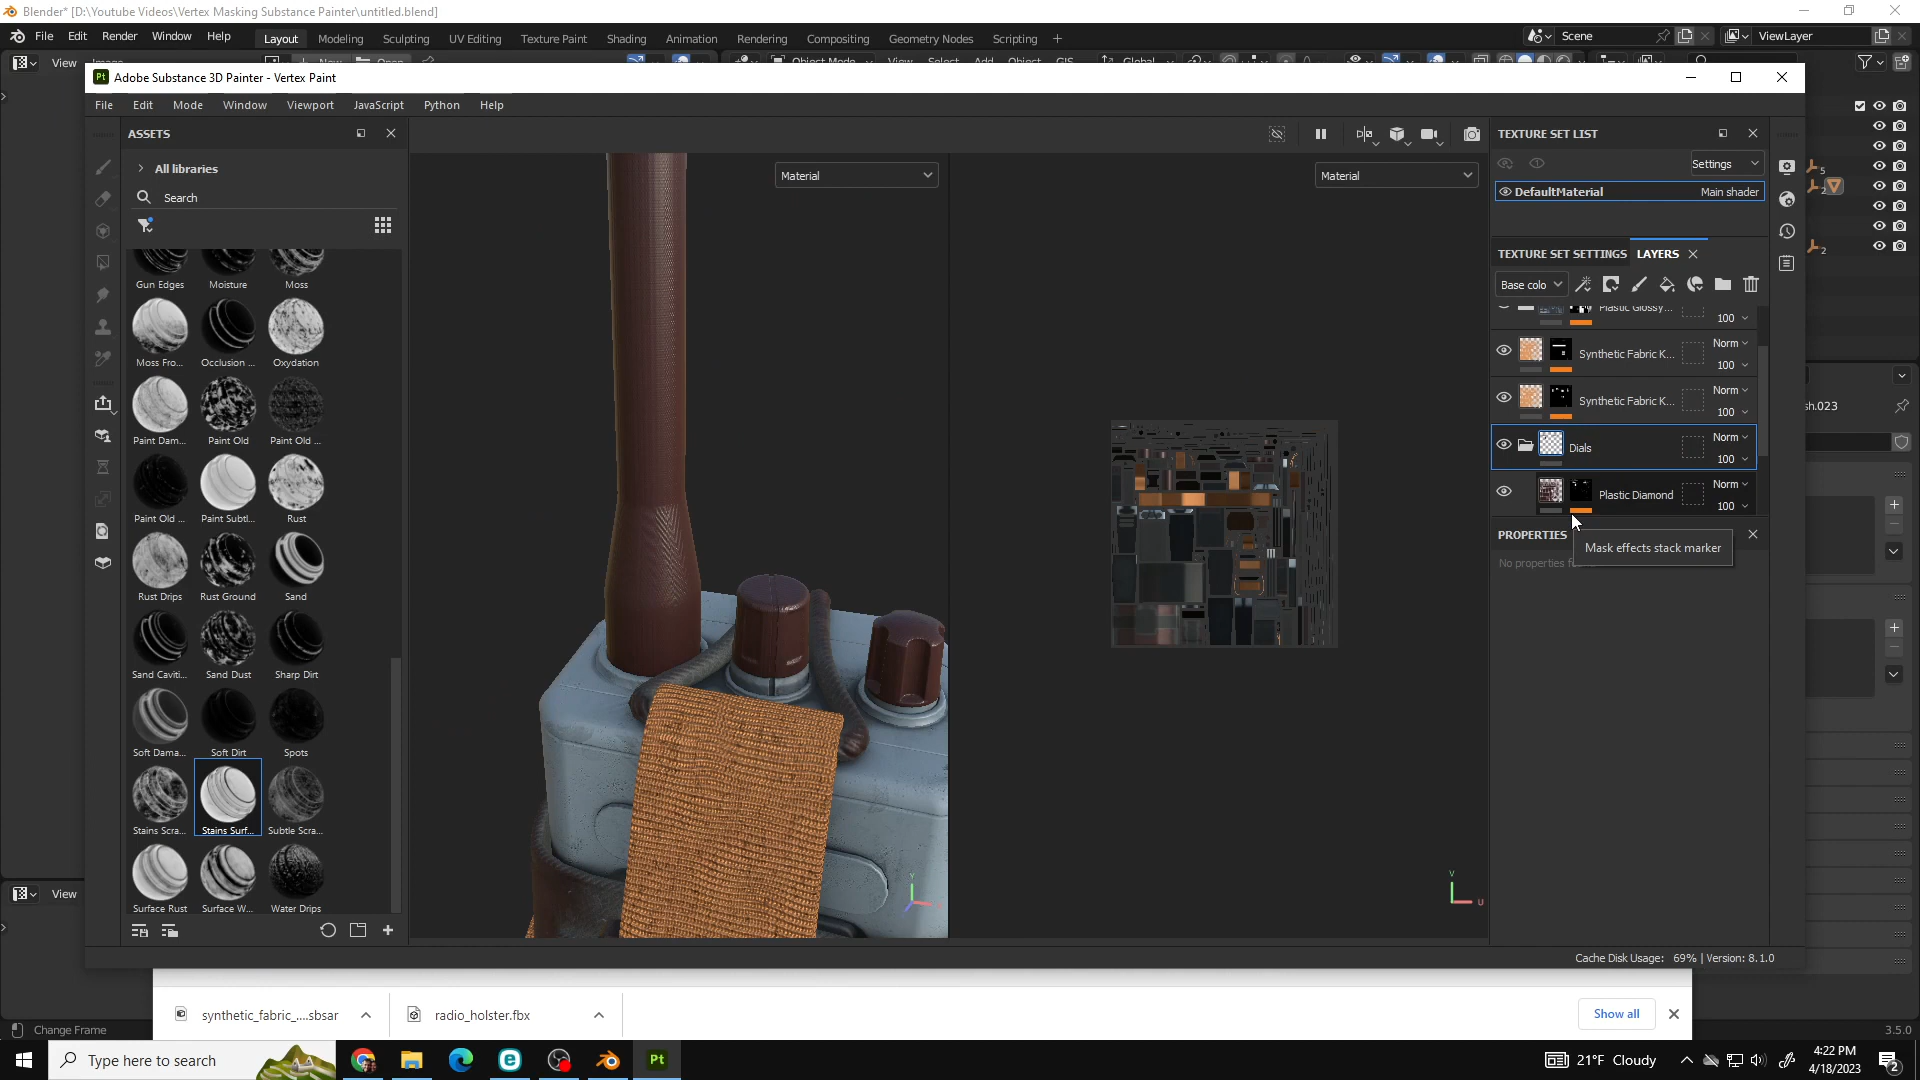 Blender* [D:\Youtube Videos\Vertex Masking Substance Painter\untitled.blend]
File Edit Render Window Help Layout Modeling Sculpting UV Editing Texture Paint Shading Animation Rendering Compositing Geometry Nodes Scripting + Scene ViewLayer
View
Adobe Substance 3D Painter - Vertex Paint
File Edit Mode Window Viewport JavaScript Python Help
ASSETS
All libraries
Search
Gun Edges Moisture Moss
Moss Fro... Occlusion ... Oxydation
Paint Dam... Paint Old Paint Old ...
Paint Old ... Paint Subtl... Rust
Rust Drips Rust Ground Sand
Sand Caviti... Sand Dust Sharp Dirt
Soft Dama... Soft Dirt Spots
Stains Scra... Stains Surf... Subtle Scra...
Surface Rust Surface W... Water Drips
Material
Material
TEXTURE SET LIST
Settings
DefaultMaterial Main shader
TEXTURE SET SETTINGS LAYERS
Base colo
Plastic Glossy...
100
Synthetic Fabric K... Norm
100
Synthetic Fabric K... Norm
100
Dials Norm
100
Plastic Diamond Norm
100
PROPERTIES
Mask effects stack marker
No properties
sh.023
Y
V
U
Cache Disk Usage: 69% | Version: 8.1.0
View
synthetic_fabric_....sbsar
radio_holster.fbx
Show all
Change Frame
3.5.0
Type here to search
21°F Cloudy
4:22 PM
4/18/2023
2